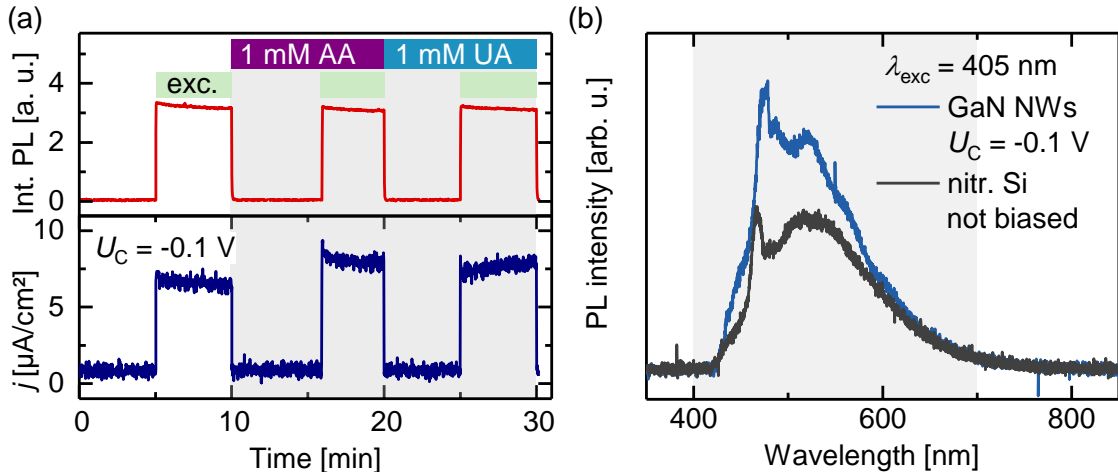 (a)
1 mM AA 1 mM UA
exc.
Int. PL [a. u.]
4
2
0
U_C = -0.1 V
j [µA/cm²]
10
5
0
0 10 20 30
Time [min]
(b)
λ_exc = 405 nm
GaN NWs
U_C = -0.1 V
nitr. Si
not biased
PL intensity [arb. u.]
400 600 800
Wavelength [nm]